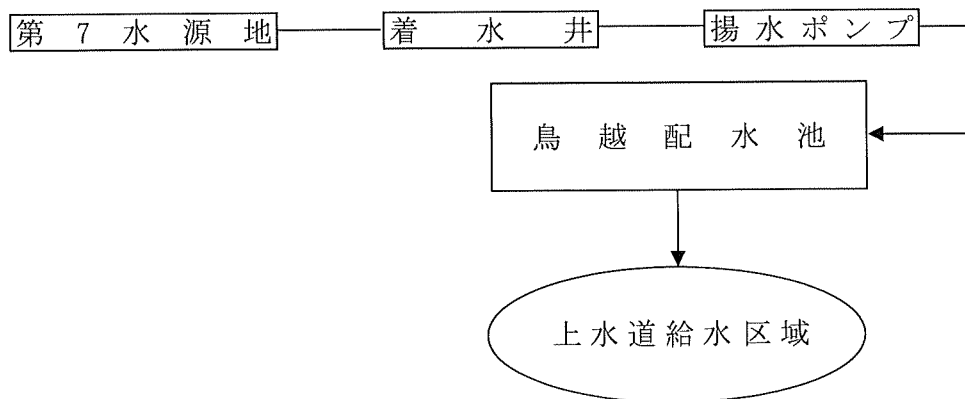 第7水源地
着水井
揚水ポンプ
鳥越配水池
上水道給水区域